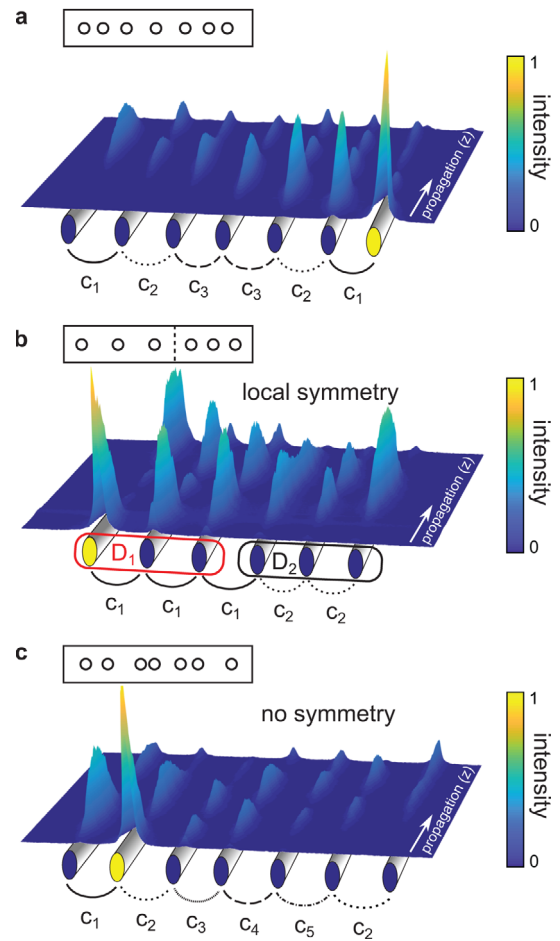 a
1
intensity
0
propagation (z)
c₁ c₂ c₃ c₃ c₂ c₁
b
local symmetry
1
intensity
0
propagation (z)
D₁ D₂
c₁ c₁ c₁ c₂ c₂
c
no symmetry
1
intensity
0
propagation (z)
c₁ c₂ c₃ c₄ c₅ c₂